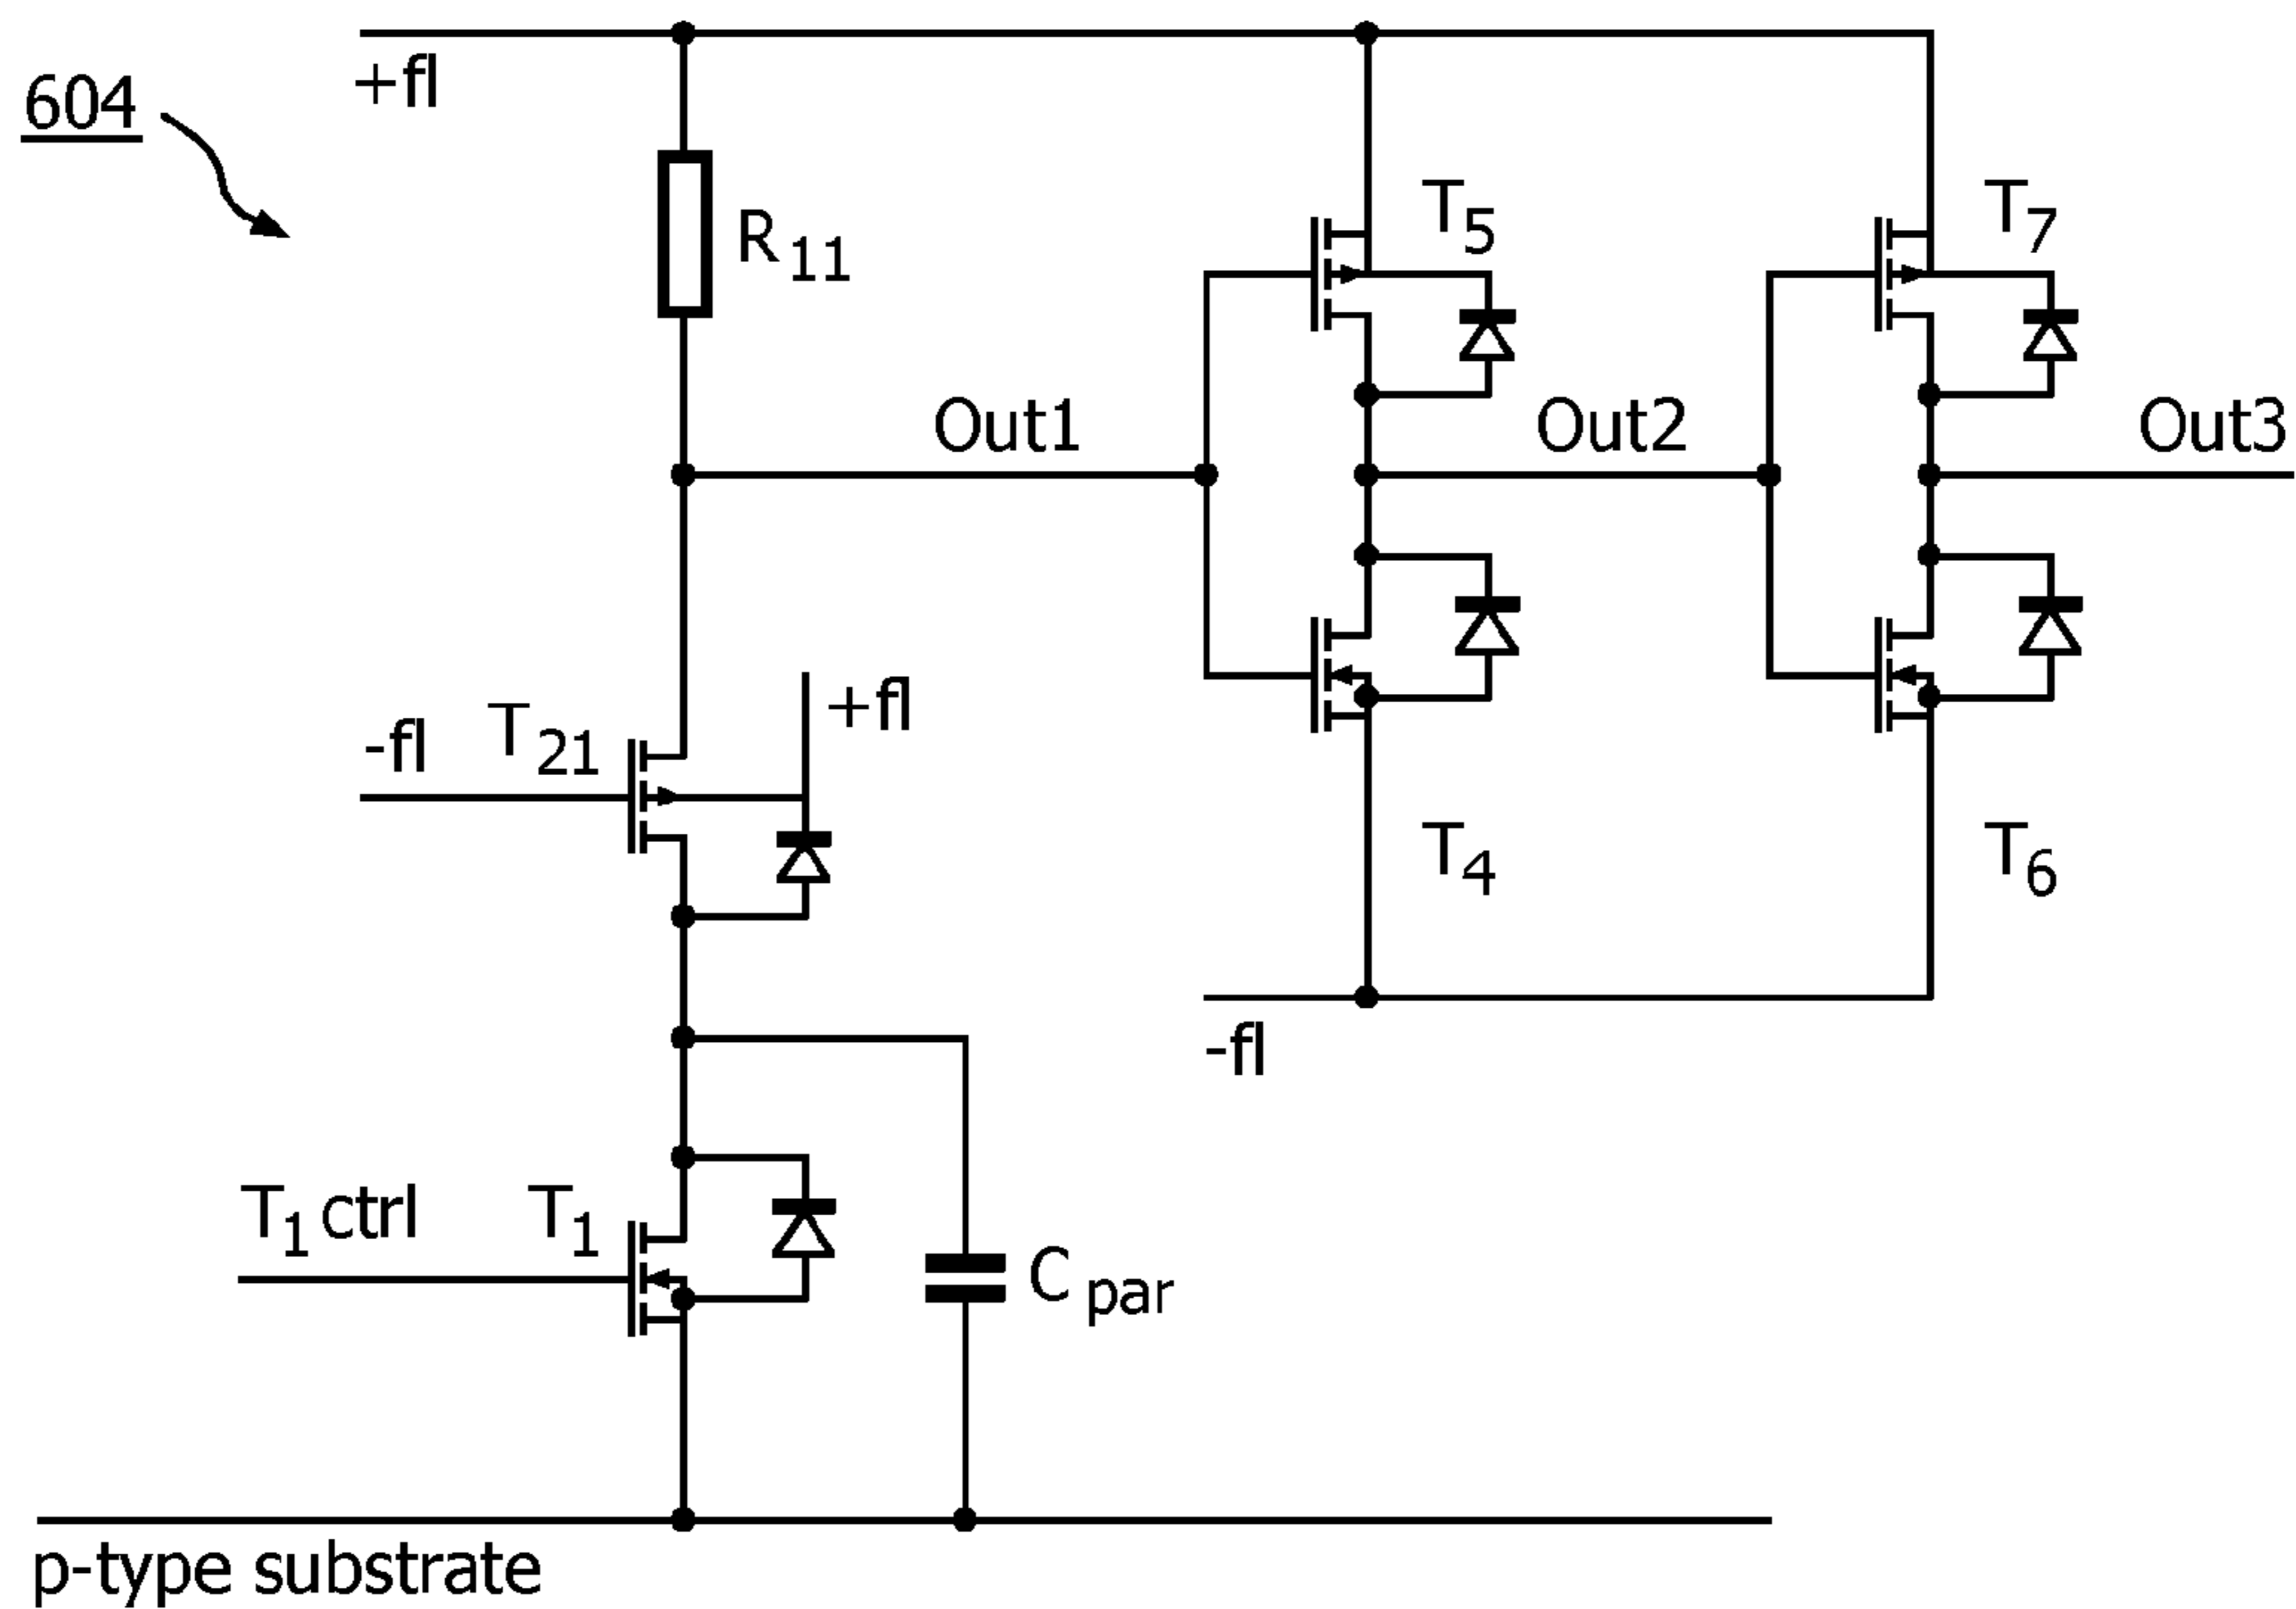 +fl
604
R11
T5
T7
Out1
Out2
Out3
-fl
T21
+fl
T4
T6
-fl
T1 ctrl
T1
Cpar
p-type substrate